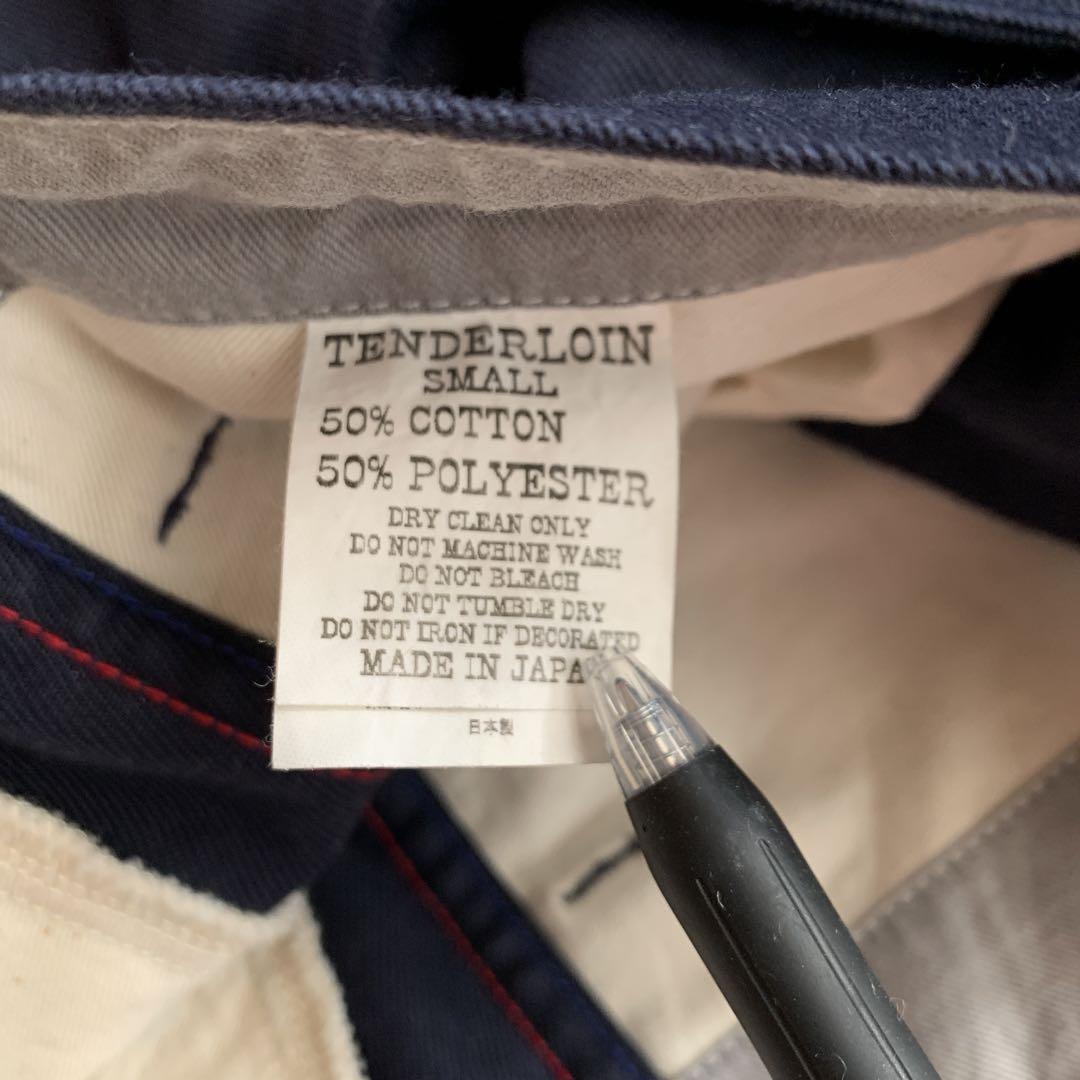 TENDERLOIN
SMALL
50% COTTON
50% POLYESTER
DRY CLEAN ONLY
DO NOT MACHINE WASH
DO NOT BLEACH
DO NOT TUMBLE DRY
DO NOT IRON IF DECORATED
MADE IN JAPAN
日本製